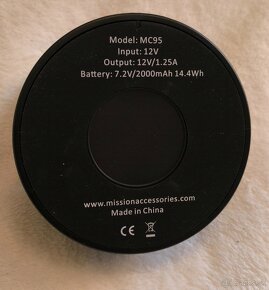 Model: MC95
Input: 12V
Output: 12V/1.25A
Battery: 7.2V/2000mAh 14.4Wh
www.missionaccessories.com
Made in China
CE